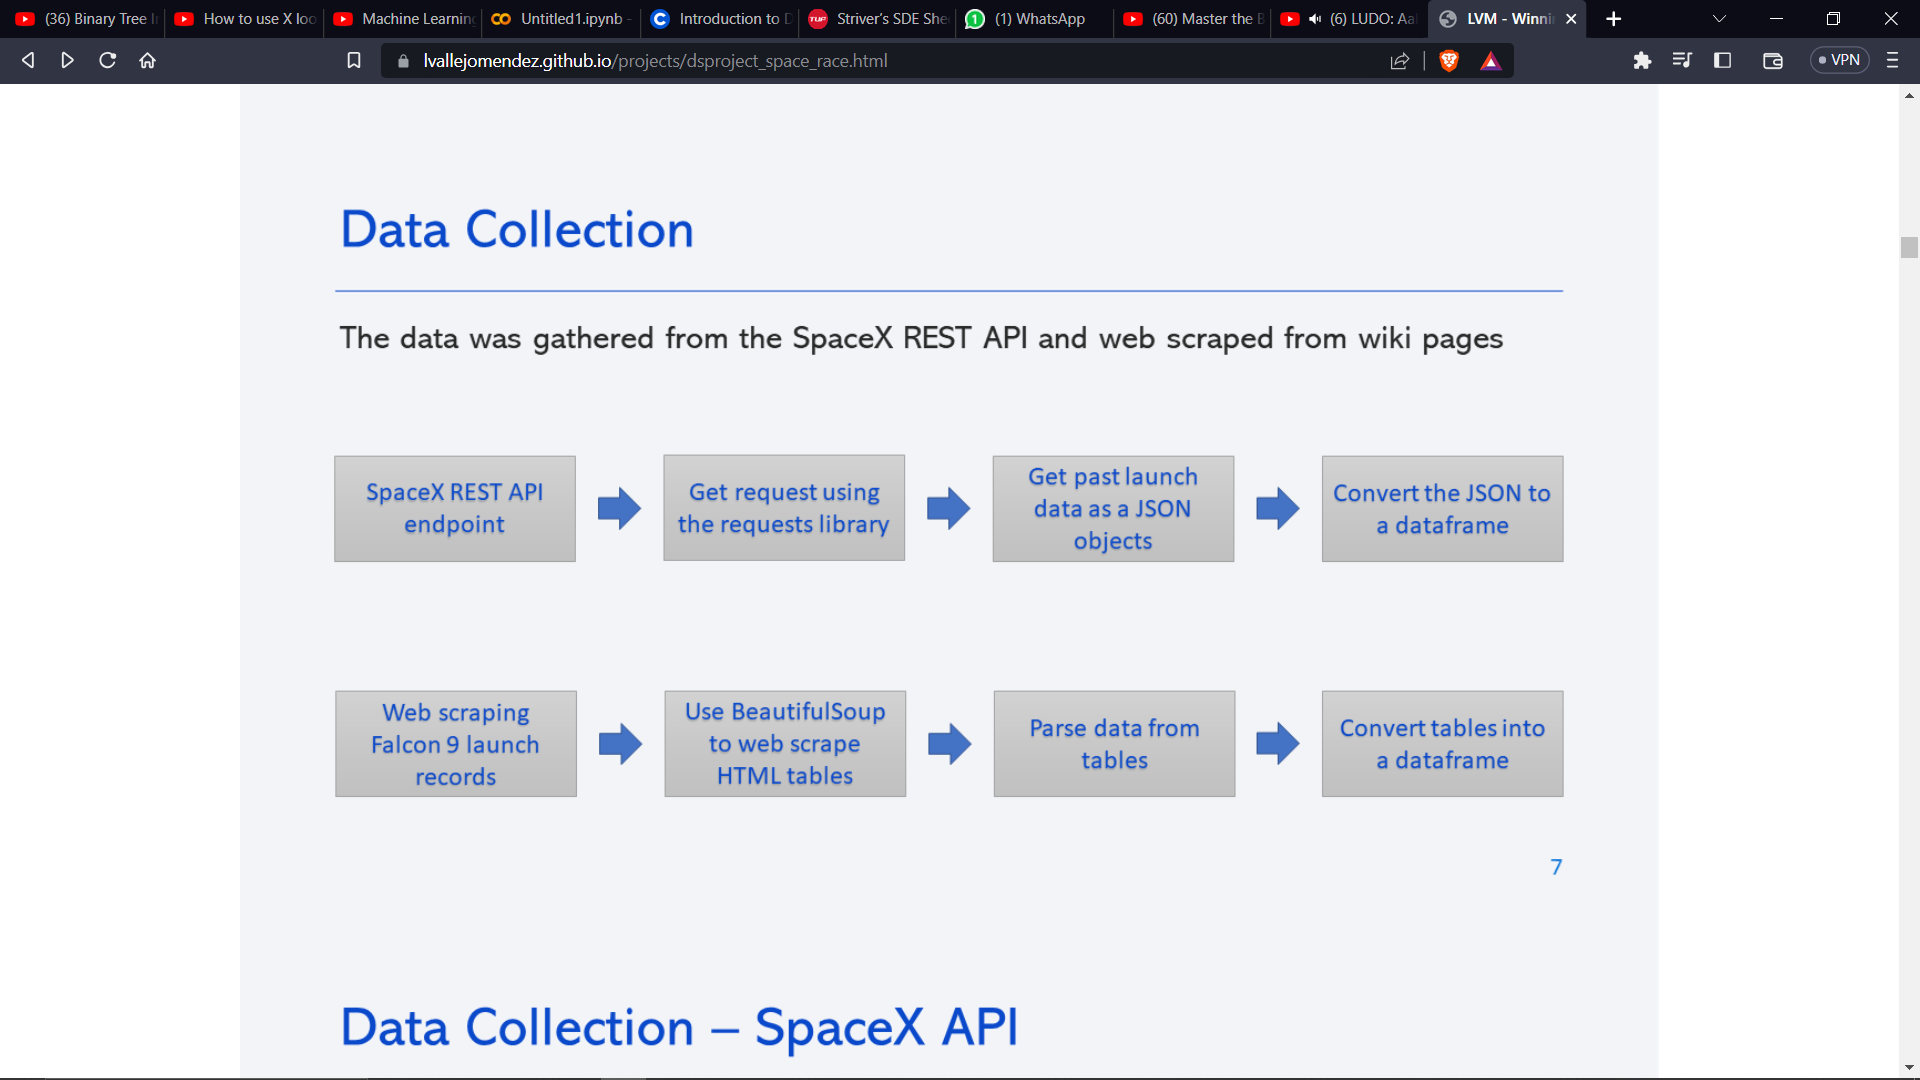 (36) Binary Tree
How to use X loo
Machine Learning
Untitled1.ipynb -
Introduction to D
Striver's SDE She
(1) WhatsApp
(60) Master the B
(6) LUDO: Aa
LVM - Winni
lvallejomendez.github.io/projects/dsproject_space_race.html
VPN
Data Collection
The data was gathered from the SpaceX REST API and web scraped from wiki pages
SpaceX REST API
endpoint
Get request using
the requests library
Get past launch
data as a JSON
objects
Convert the JSON to
a dataframe
Web scraping
Falcon 9 launch
records
Use BeautifulSoup
to web scrape
HTML tables
Parse data from
tables
Convert tables into
a dataframe
7
Data Collection – SpaceX API